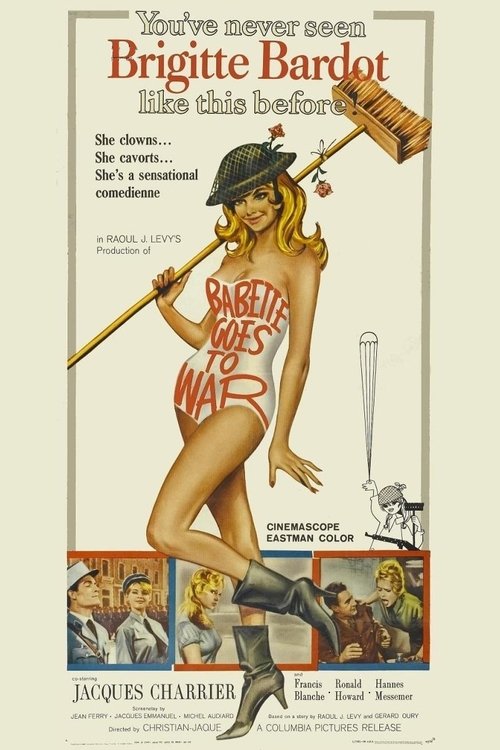 You've never seen
Brigitte Bardot
like this before!
She clowns...
She cavorts...
She's a sensational
comedienne
in RAOUL J. LEVY'S
Production of
BABETTE
GOES
TO
WAR
CINEMASCOPE
EASTMAN COLOR
co-starring
JACQUES CHARRIER
and
Francis Blanche · Ronald Howard · Hannes Messemer
Screenplay by
JEAN FERRY · JACQUES EMMANUEL · MICHEL AUDIARD
Based on a story by RAOUL J. LEVY and GERARD OURY
Directed by CHRISTIAN-JAQUE
A COLUMBIA PICTURES RELEASE